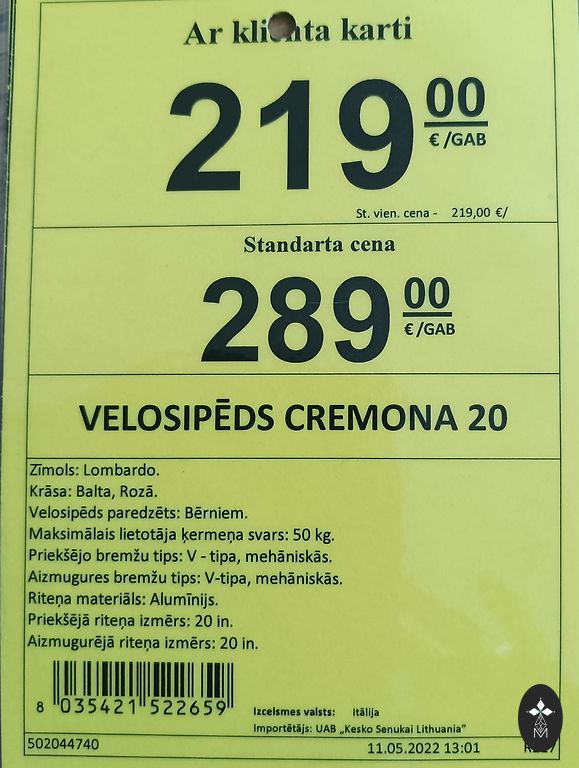 Ar klienta karti
219 00
€ /GAB
St. vien. cena - 219,00 €/
Standarta cena
289 00
€ /GAB
VELOSIPĒDS CREMONA 20
Zīmols: Lombardo.
Krāsa: Balta, Rozā.
Velosipēds paredzēts: Bērniem.
Maksimālais lietotāja ķermeņa svars: 50 kg.
Priekšējo bremžu tips: V - tipa, mehāniskās.
Aizmugures bremžu tips: V-tipa, mehāniskās.
Riteņa materiāls: Alumīnijs.
Priekšējā riteņa izmērs: 20 in.
Aizmugurējā riteņa izmērs: 20 in.
8 035421 522659
Izcelsmes valsts: Itālija
Importētājs: UAB „Kesko Senukai Lithuania"
502044740
11.05.2022 13:01
M